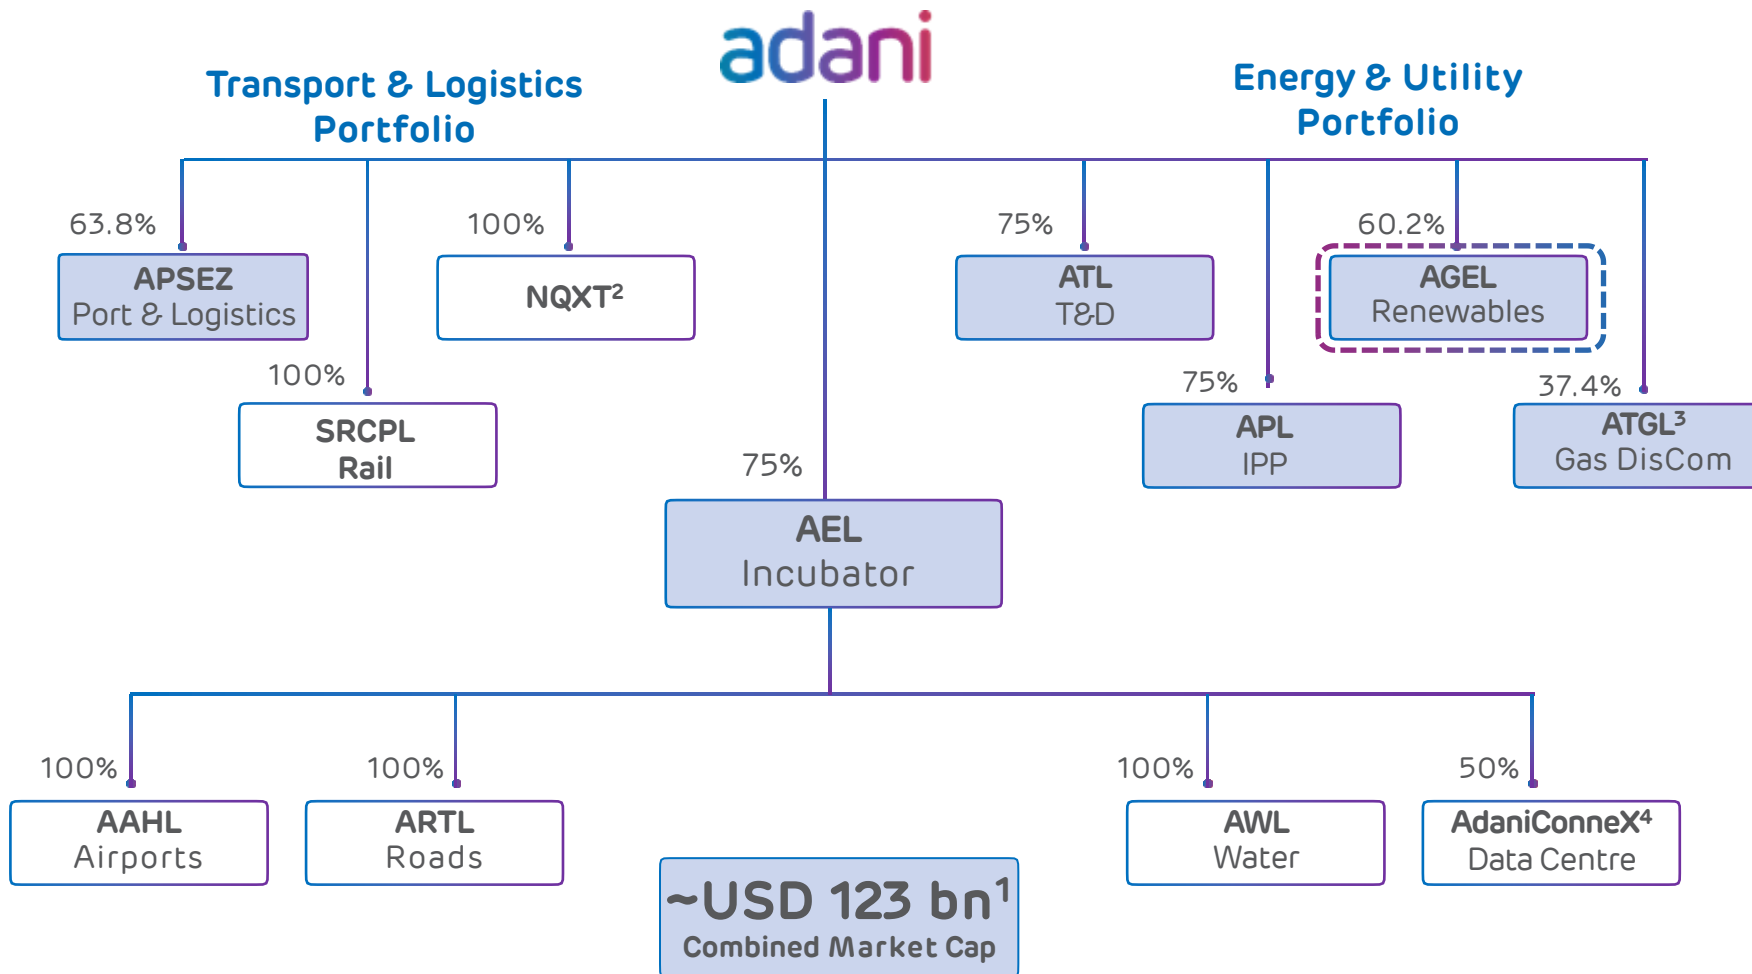 adani
Transport & Logistics
Portfolio
Energy & Utility
Portfolio
63.8%
APSEZ
Port & Logistics
100%
SRCPL
Rail
100%
NQXT²
75%
ATL
T&D
75%
APL
IPP
60.2%
AGEL
Renewables
37.4%
ATGL³
Gas DisCom
75%
AEL
Incubator
100%
AAHL
Airports
100%
ARTL
Roads
100%
AWL
Water
50%
AdaniConneX⁴
Data Centre
~USD 123 bn¹
Combined Market Cap